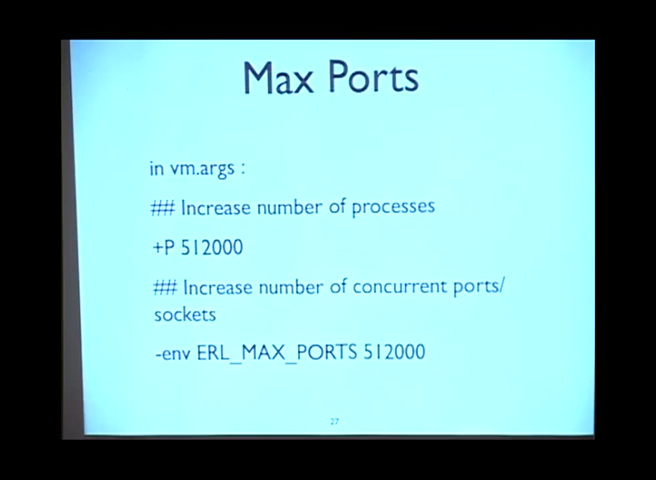 Max Ports
in vm.args :
## Increase number of processes
+P 512000
## Increase number of concurrent ports/
sockets
-env ERL_MAX_PORTS 512000
27